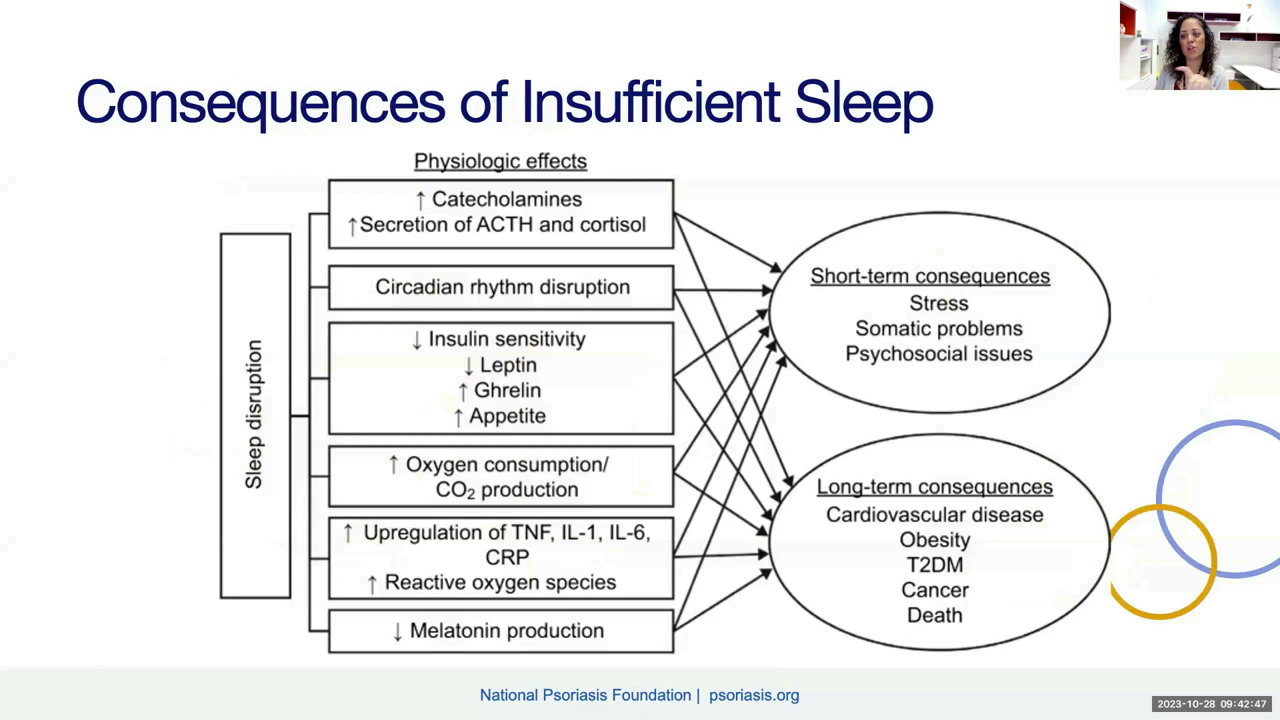 Consequences of Insufficient Sleep
Physiologic effects
Sleep disruption
↑ Catecholamines
↑Secretion of ACTH and cortisol
Circadian rhythm disruption
↓ Insulin sensitivity
↓ Leptin
↑ Ghrelin
↑ Appetite
↑ Oxygen consumption/
CO₂ production
↑ Upregulation of TNF, IL-1, IL-6,
CRP
↑ Reactive oxygen species
↓ Melatonin production
Short-term consequences
Stress
Somatic problems
Psychosocial issues
Long-term consequences
Cardiovascular disease
Obesity
T2DM
Cancer
Death
National Psoriasis Foundation | psoriasis.org
2023-10-28 09:42:47